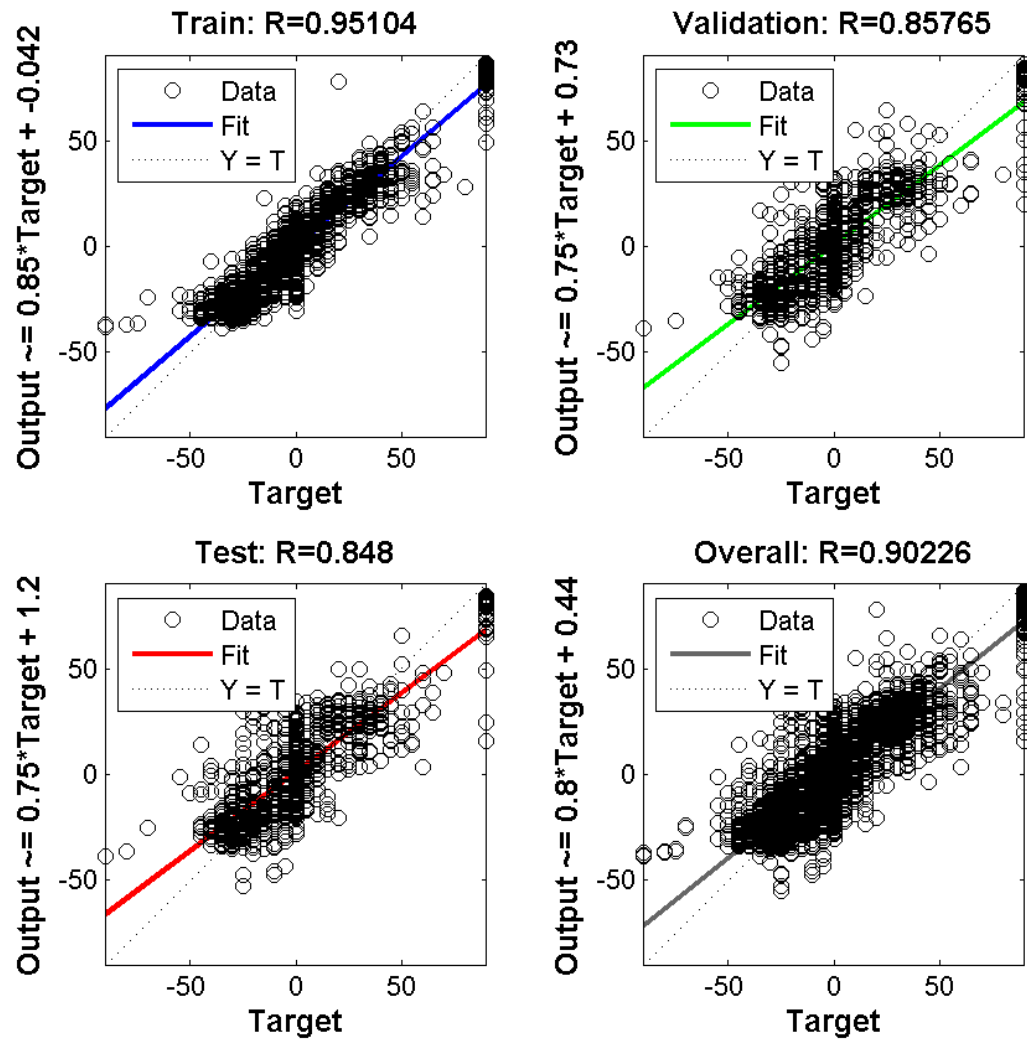 Train: R=0.95104
Output ~= 0.85*Target + -0.042
Data
Fit
Y = T
50
0
-50
-50
0
50
Target
Validation: R=0.85765
Output ~= 0.75*Target + 0.73
Data
Fit
Y = T
50
0
-50
-50
0
50
Target
Test: R=0.848
Output ~= 0.75*Target + 1.2
Data
Fit
Y = T
50
0
-50
-50
0
50
Target
Overall: R=0.90226
Output ~= 0.8*Target + 0.44
Data
Fit
Y = T
50
0
-50
-50
0
50
Target